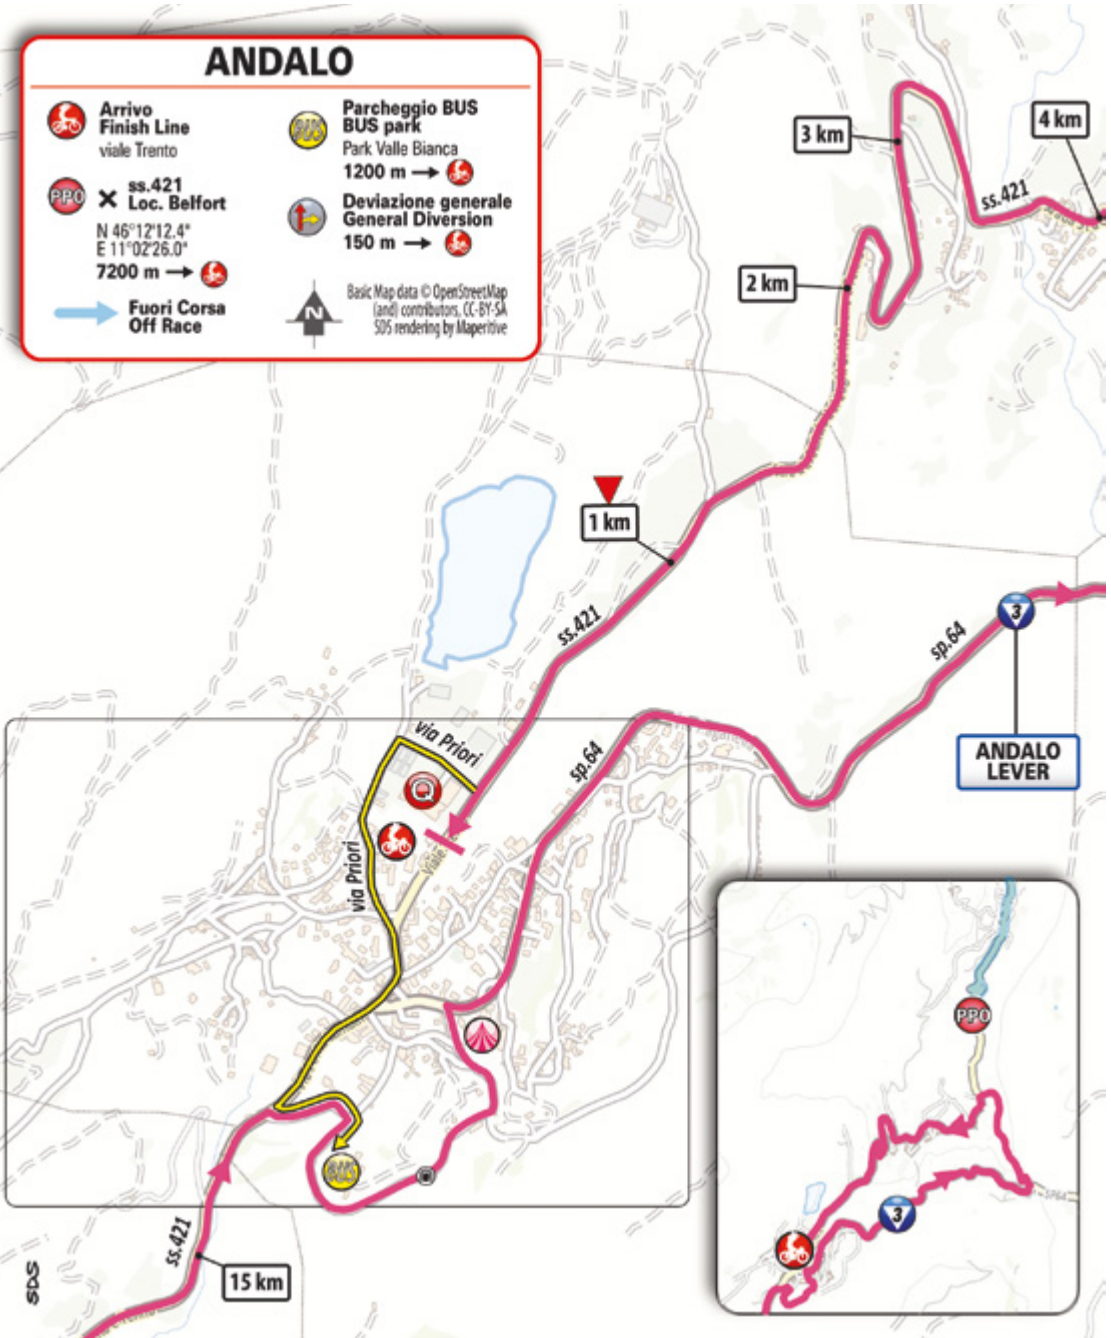 ANDALO
Arrivo
Finish Line
viale Trento
PPO
ss.421
Loc. Belfort
N 46°12'12.4"
E 11°02'26.0"
7200 m
Fuori Corsa
Off Race
BUS
Parcheggio BUS
BUS park
Park Valle Bianca
1200 m
Deviazione generale
General Diversion
150 m
N
Basic Map data © OpenStreetMap
(and) contributors, CC-BY-SA
SDS rendering by Maperitive
3 km
4 km
ss.421
2 km
1 km
ss.421
sp.64
3
ANDALO
LEVER
via Priori
sp.64
Q
via Priori
Viale
BUS
ss.421
15 km
SDS
PPO
3
SP64